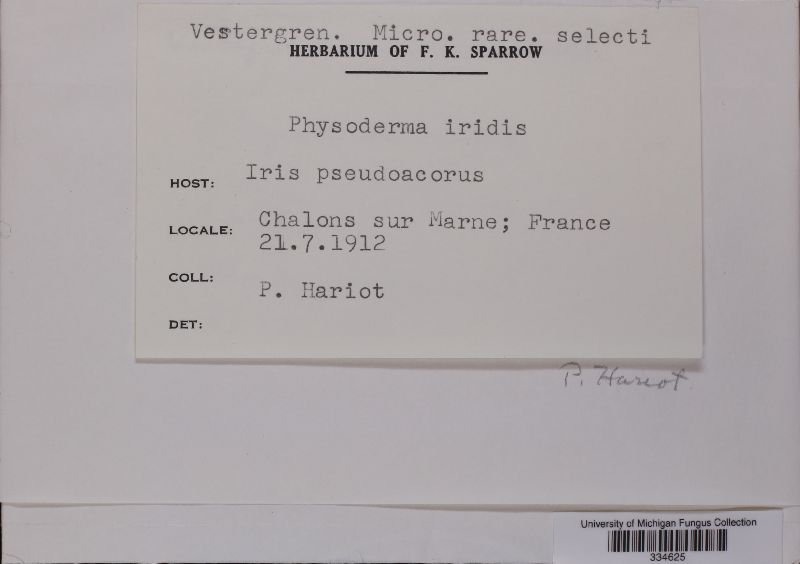 Vestergren. Micro. rare. selecti
HERBARIUM OF F. K. SPARROW
Physoderma iridis
HOST: Iris pseudoacorus
LOCALE: Chalons sur Marne; France
21.7.1912
COLL: P. Hariot
DET:
P. Hariot
University of Michigan Fungus Collection
334625